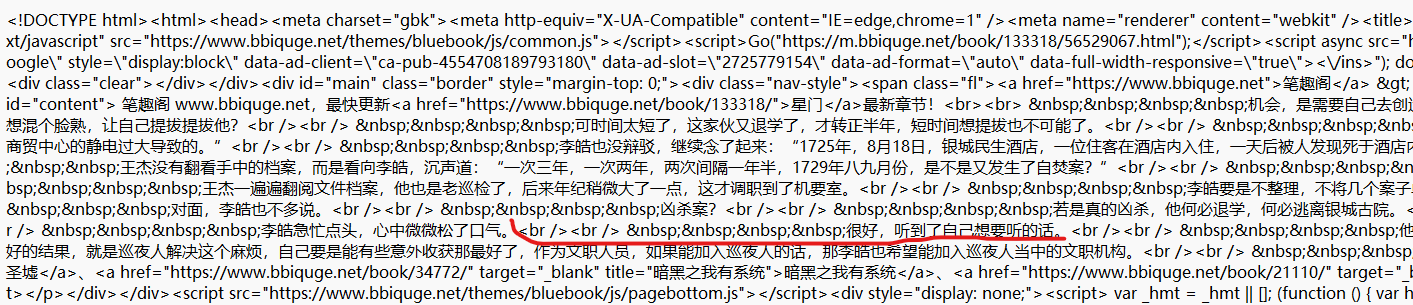 <!DOCTYPE html><html><head><meta charset="gbk"><meta http-equiv="X-UA-Compatible" content="IE=edge,chrome=1" /><meta name="renderer" content="webkit" /><title>
xt/javascript" src="https://www.bbiquge.net/themes/bluebook/js/common.js"></script><script>Go("https://m.bbiquge.net/book/133318/56529067.html");</script><script async src="h
oogle\" style=\"display:block\" data-ad-client=\"ca-pub-4554708189793180\" data-ad-slot=\"2725779154\" data-ad-format=\"auto\" data-full-width-responsive=\"true\"><\/ins>"); do
<div class="clear"></div></div><div id="main" class="border" style="margin-top: 0;"><div class="nav-style"><span class="fl"><a href="https://www.bbiquge.net">笔趣阁</a> &gt;
id="content"> 笔趣阁 www.bbiquge.net，最快更新<a href="https://www.bbiquge.net/book/133318/">星门</a>最新章节！<br><br> &nbsp;&nbsp;&nbsp;&nbsp;机会，是需要自己去创造
想混个脸熟，让自己提拔提拔他？<br /><br /> &nbsp;&nbsp;&nbsp;&nbsp;可时间太短了，这家伙又退学了，才转正半年，短时间想提拔也不可能了。<br /><br /> &nbsp;&nbsp;
商贸中心的静电过大导致的。“<br /><br /> &nbsp;&nbsp;&nbsp;&nbsp;李皓也没辩驳，继续念了起来：“1725年，8月18日，银城民生酒店，一位住客在酒店内入住，一天后被人发现死于酒店内
;&nbsp;&nbsp;&nbsp;王杰没有翻看手中的档案，而是看向李皓，沉声道：“一次三年，一次两年，两次间隔一年半，1729年八九月份，是不是又发生了自焚案？”<br /><br /> &nbsp;
&nbsp;&nbsp;&nbsp;王杰一遍遍翻阅文件档案，他也是老巡检了，后来年纪稍微大了一点，这才调职到了机要室。<br /><br /> &nbsp;&nbsp;&nbsp;&nbsp;李皓要是不整理，不将几个案子
&nbsp;&nbsp;&nbsp;对面，李皓也不多说。<br /><br /> &nbsp;&nbsp;&nbsp;&nbsp;凶杀案？<br /><br /> &nbsp;&nbsp;&nbsp;&nbsp;若是真的凶杀，他何必退学，何必逃离银城古院。<
r /> &nbsp;&nbsp;&nbsp;&nbsp;李皓急忙点头，心中微微松了口气。<br /><br /> &nbsp;&nbsp;&nbsp;&nbsp;很好，听到了自己想要听的话。<br /><br /> &nbsp;&nbsp;&nbsp;&nbsp;他
好的结果，就是巡夜人解决这个麻烦，自己要是能有些意外收获那最好了，作为文职人员，如果能加入巡夜人的话，那李皓也希望能加入巡夜人当中的文职机构。<br /><br /> &nbsp;&nbsp;
圣墟</a>、<a href="https://www.bbiquge.net/book/34772/" target="_blank" title="暗黑之我有系统">暗黑之我有系统</a>、<a href="https://www.bbiquge.net/book/21110/" target="_b
t></p></div></div><script src="https://www.bbiquge.net/themes/bluebook/js/pagebottom.js"></script><div style="display: none;"><script> var _hmt = _hmt || []; (function () { var h